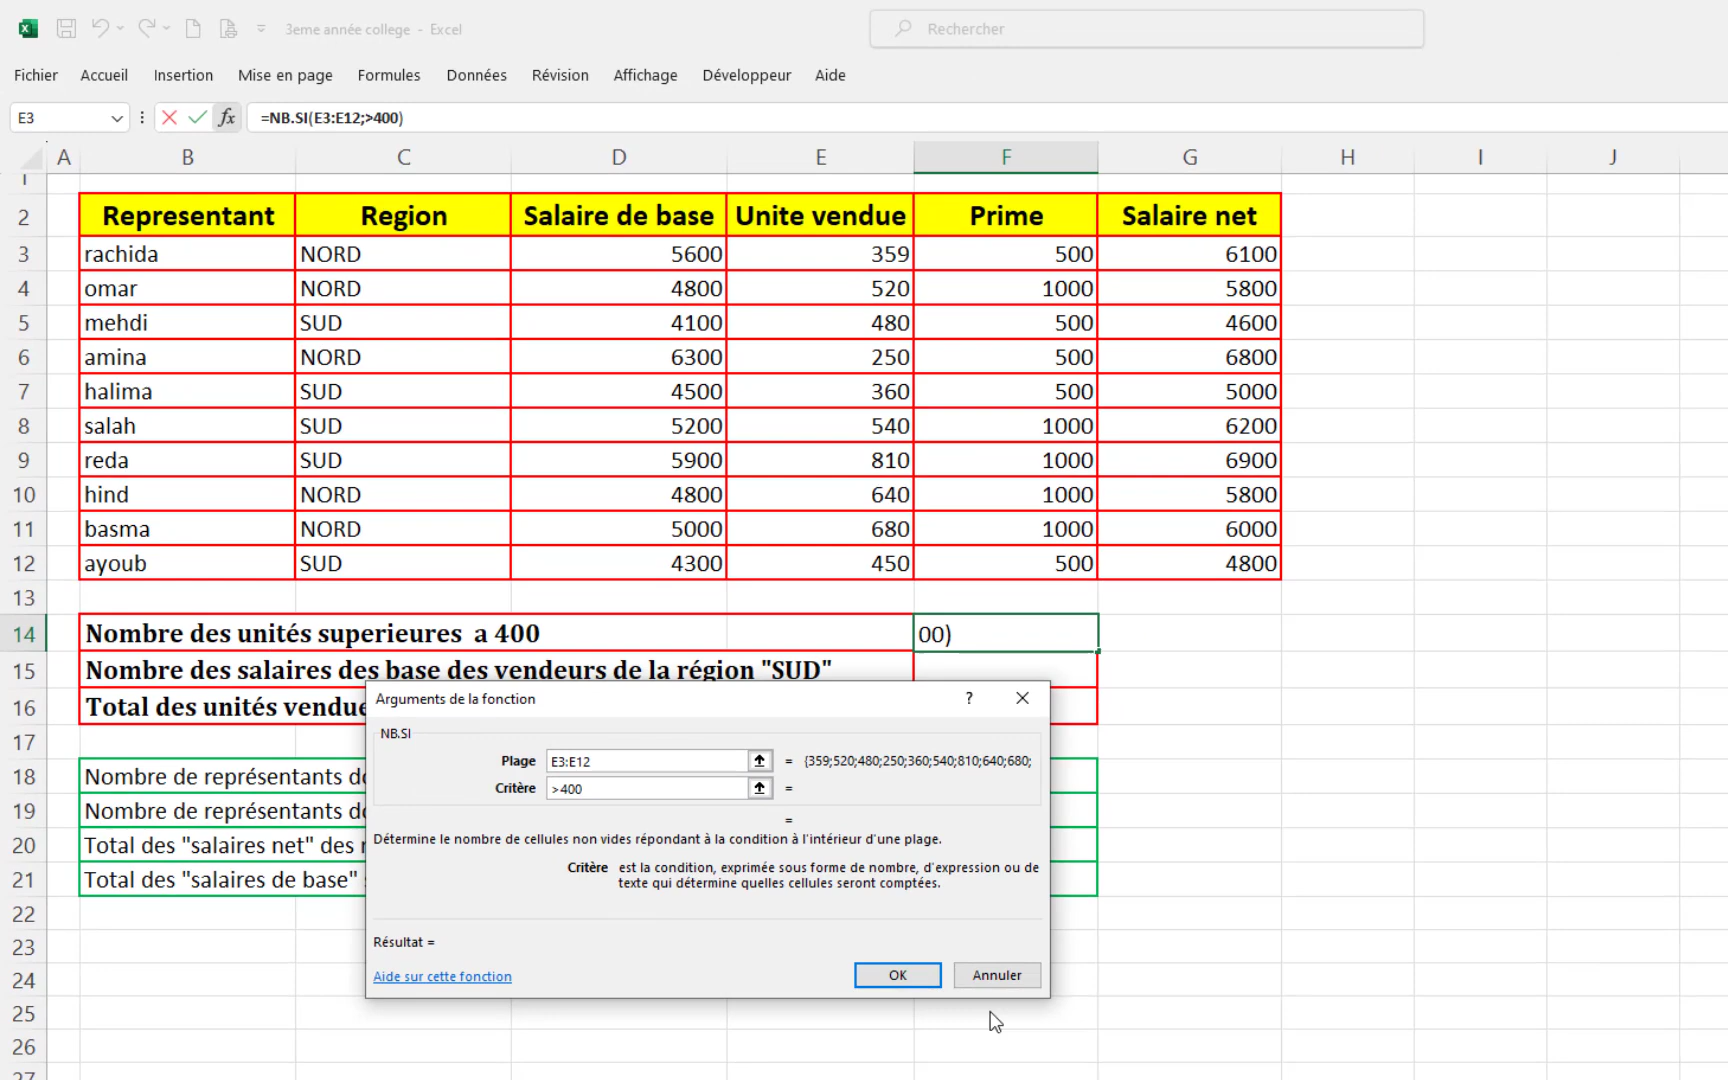 3eme année college - Excel
Rechercher
Fichier Accueil Insertion Mise en page Formules Données Révision Affichage Développeur Aide
E3 fx =NB.SI(E3:E12;>400)
A B C D E F G H I J
1
2 Representant Region Salaire de base Unite vendue Prime Salaire net
3 rachida NORD 5600 359 500 6100
4 omar NORD 4800 520 1000 5800
5 mehdi SUD 4100 480 500 4600
6 amina NORD 6300 250 500 6800
7 halima SUD 4500 360 500 5000
8 salah SUD 5200 540 1000 6200
9 reda SUD 5900 810 1000 6900
10 hind NORD 4800 640 1000 5800
11 basma NORD 5000 680 1000 6000
12 ayoub SUD 4300 450 500 4800
13
14 Nombre des unités superieures a 400 00)
15 Nombre des salaires des base des vendeurs de la région "SUD"
16 Total des unités vendue
17
18 Nombre de représentants do
19 Nombre de représentants do
20 Total des "salaires net" des
21 Total des "salaires de base"
22
23
24
25
26
27
Arguments de la fonction ?
NB.SI
Plage E3:E12 = {359;520;480;250;360;540;810;640;680;
Critère >400 =
=
Détermine le nombre de cellules non vides répondant à la condition à l'intérieur d'une plage.
Critère est la condition, exprimée sous forme de nombre, d'expression ou de
texte qui détermine quelles cellules seront comptées.
Résultat =
Aide sur cette fonction OK Annuler